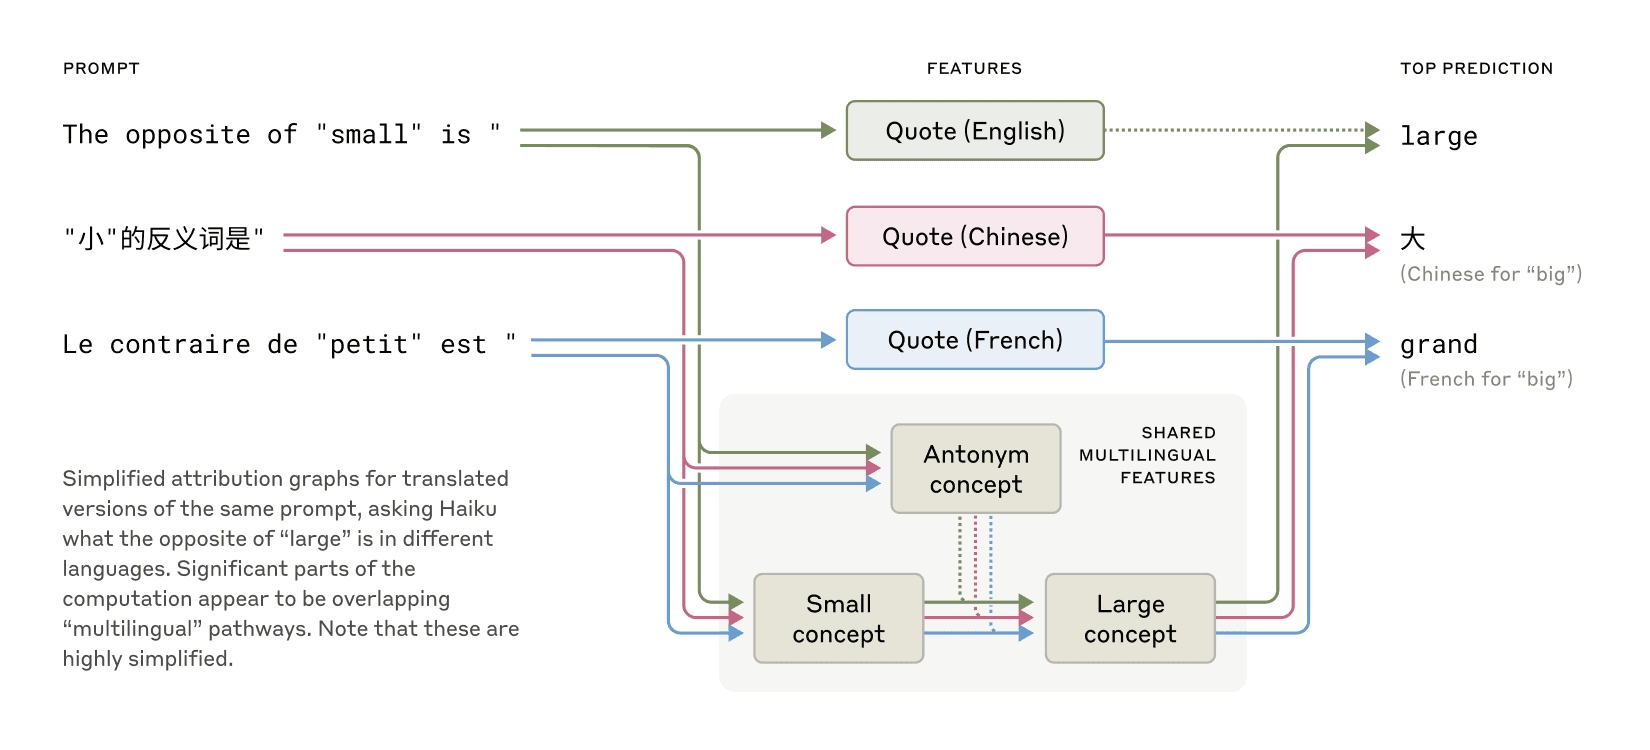 PROMPT
FEATURES
TOP PREDICTION
The opposite of "small" is "
Quote (English)
large
"小"的反义词是"
Quote (Chinese)
大
(Chinese for “big”)
Le contraire de "petit" est "
Quote (French)
grand
(French for “big”)
Antonym
concept
SHARED
MULTILINGUAL
FEATURES
Small
concept
Large
concept
Simplified attribution graphs for translated
versions of the same prompt, asking Haiku
what the opposite of “large” is in different
languages. Significant parts of the
computation appear to be overlapping
“multilingual” pathways. Note that these are
highly simplified.